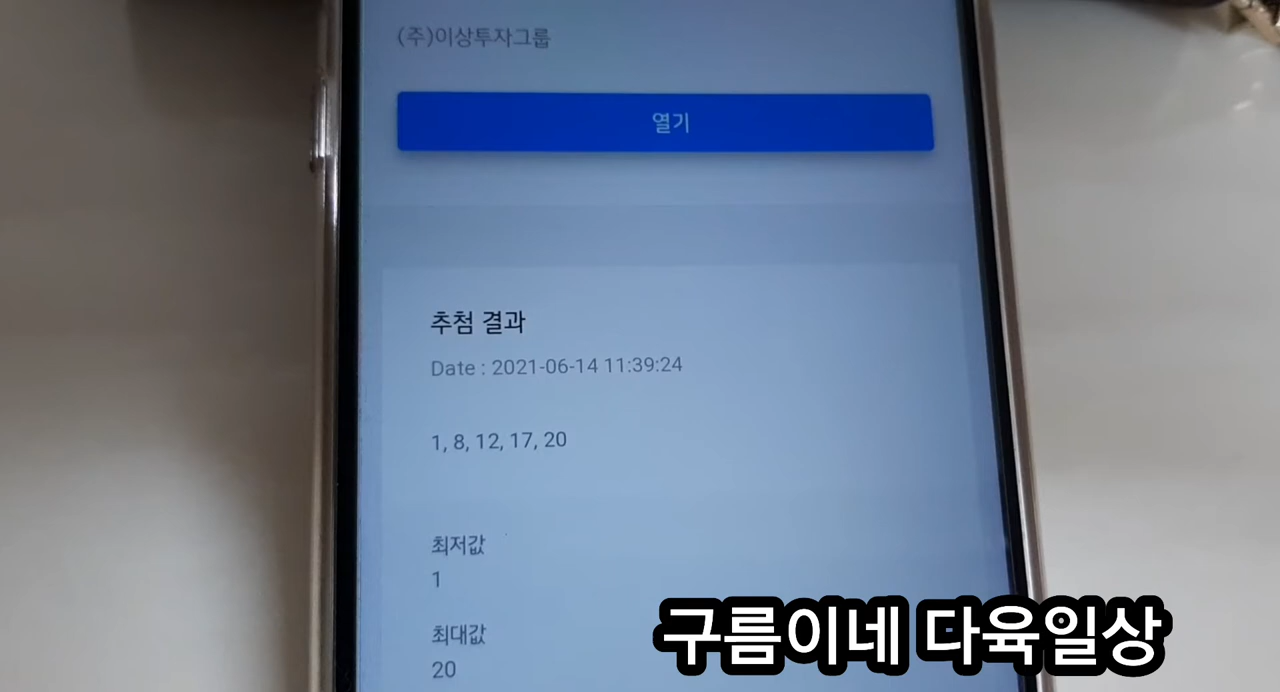 (주)이상투자그룹
열기
추첨 결과
Date : 2021-06-14 11:39:24
1, 8, 12, 17, 20
최저값
1
최대값
20
구름이네 다육일상